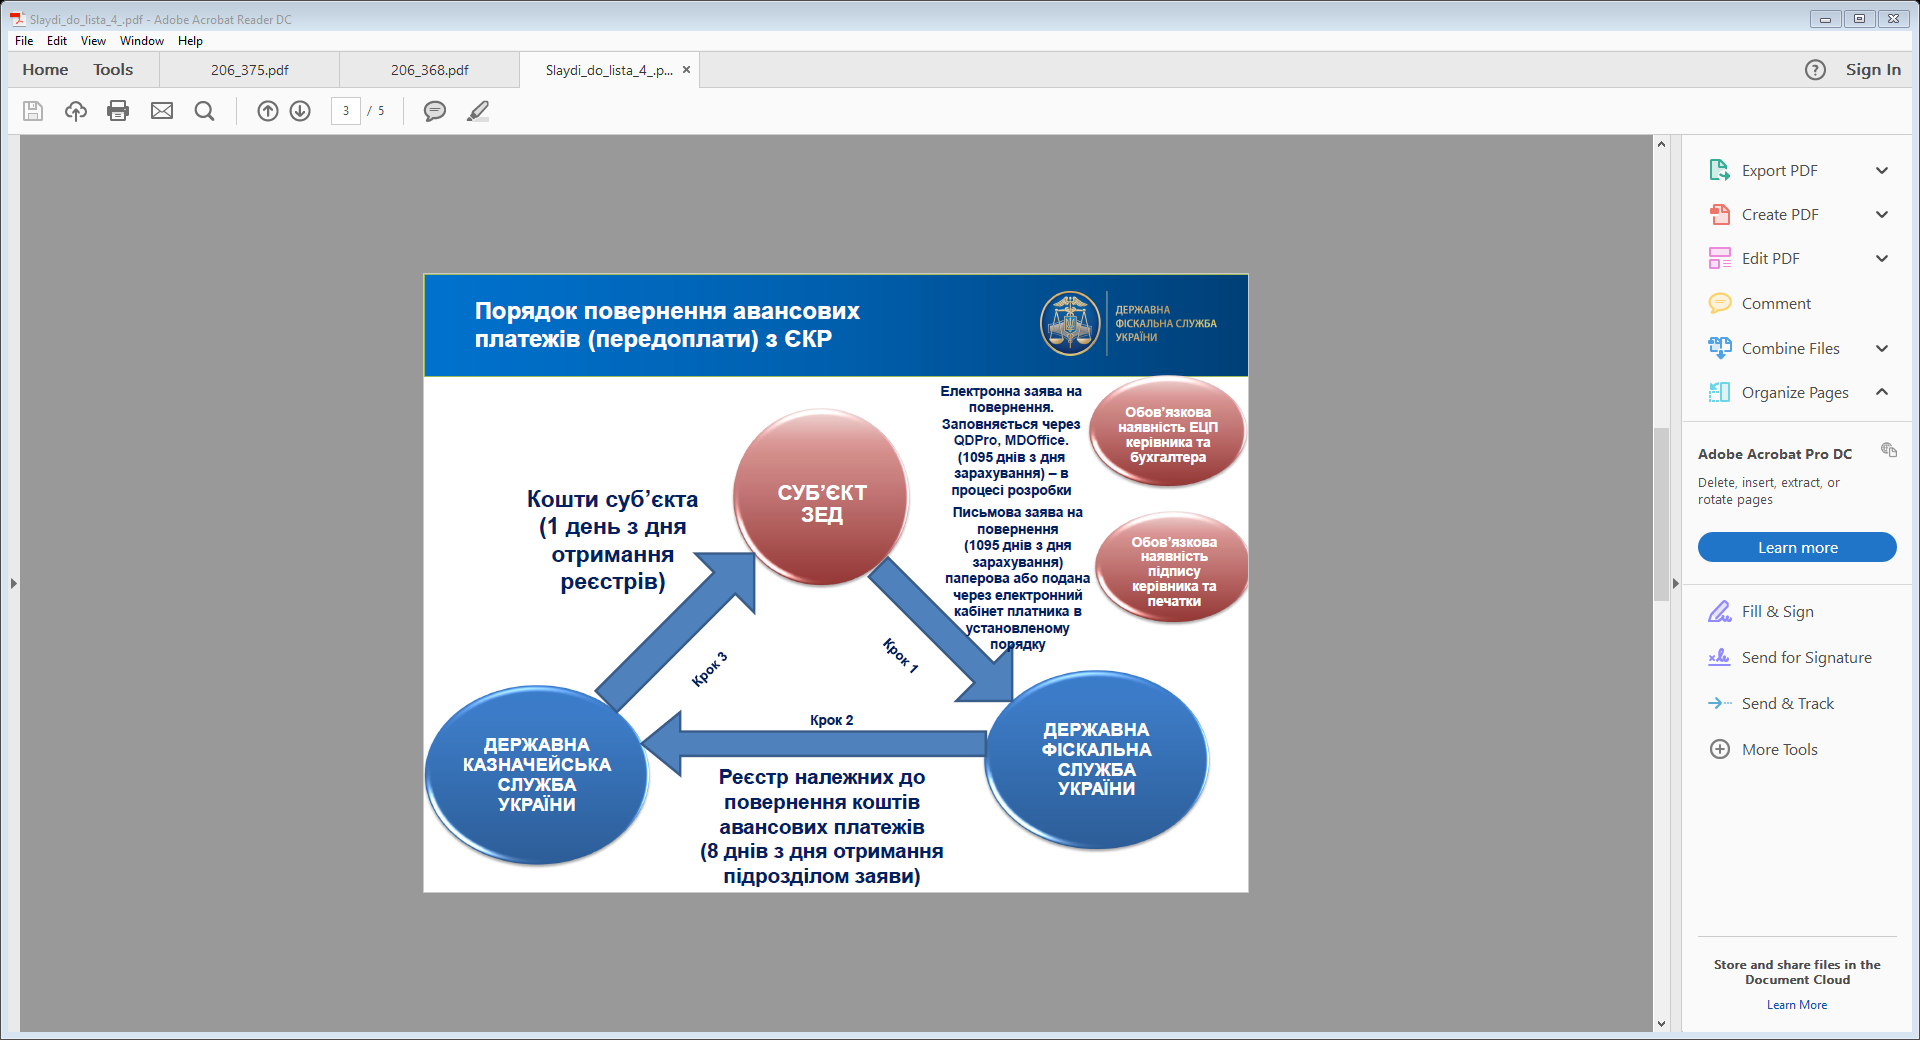 Slaydi_do_lista_4_.pdf - Adobe Acrobat Reader DC
File Edit View Window Help
Home Tools 206_375.pdf 206_368.pdf Slaydi_do_lista_4_.p... × Sign In
3 / 5
Порядок повернення авансових
платежів (передоплати) з ЄКР
ДЕРЖАВНА
ФІСКАЛЬНА СЛУЖБА
УКРАЇНИ
Електронна заява на
повернення.
Заповняється через
QDPro, MDOffice.
(1095 днів з дня
зарахування) – в
процесі розробки
Обов’язкова
наявність ЕЦП
керівника та
бухгалтера
Письмова заява на
повернення
(1095 днів з дня
зарахування)
паперова або подана
через електронний
кабінет платника в
установленому
порядку
Обов’язкова
наявність
підпису
керівника та
печатки
СУБ’ЄКТ
ЗЕД
Кошти суб’єкта
(1 день з дня
отримання
реєстрів)
Крок 3
Крок 1
Крок 2
ДЕРЖАВНА
КАЗНАЧЕЙСЬКА
СЛУЖБА
УКРАЇНИ
ДЕРЖАВНА
ФІСКАЛЬНА
СЛУЖБА
УКРАЇНИ
Реєстр належних до
повернення коштів
авансових платежів
(8 днів з дня отримання
підрозділом заяви)
Export PDF
Create PDF
Edit PDF
Comment
Combine Files
Organize Pages
Adobe Acrobat Pro DC
Delete, insert, extract, or
rotate pages
Learn more
Fill & Sign
Send for Signature
Send & Track
More Tools
Store and share files in the
Document Cloud
Learn More